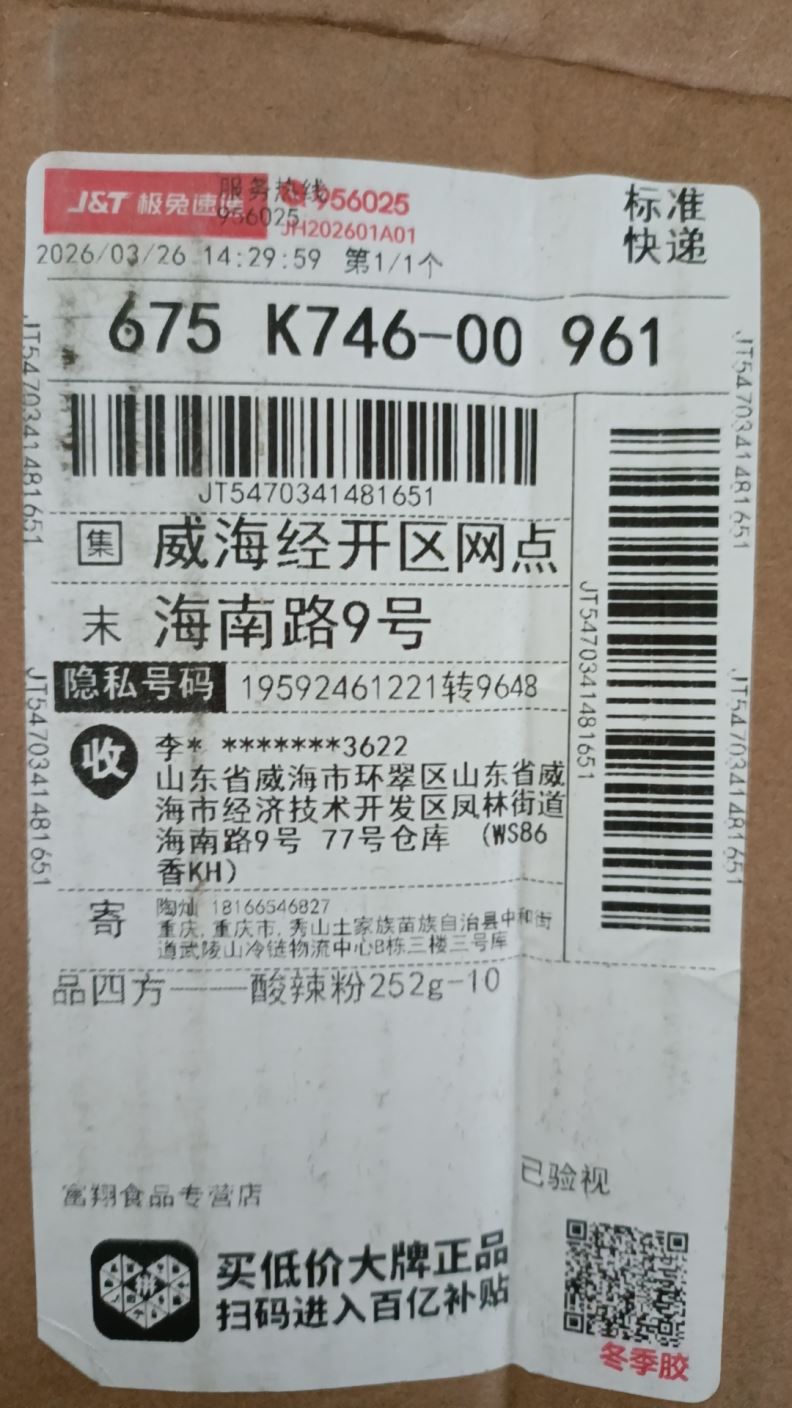 J&T 极兔速递 服务热线 956025
956025 JH202601A01
标准
快递
2026/03/26 14:29:59 第1/1个
675 K746-00 961
JT5470341481651
JT5470341481651
JT5470341481651
JT5470341481651
JT5470341481651
JT5470341481651
集 威海经开区网点
末 海南路9号
隐私号码 19592461221转9648
收 李* *******3622
山东省威海市环翠区山东省威
海市经济技术开发区凤林街道
海南路9号 77号仓库 (WS86
香KH)
寄 陶灿 18166546827
重庆,重庆市,秀山土家族苗族自治县中和街
道武陵山冷链物流中心B栋三楼三号库
品四方——酸辣粉252g-10
已验视
富翔食品专营店
买低价大牌正品
扫码进入百亿补贴
冬季胶